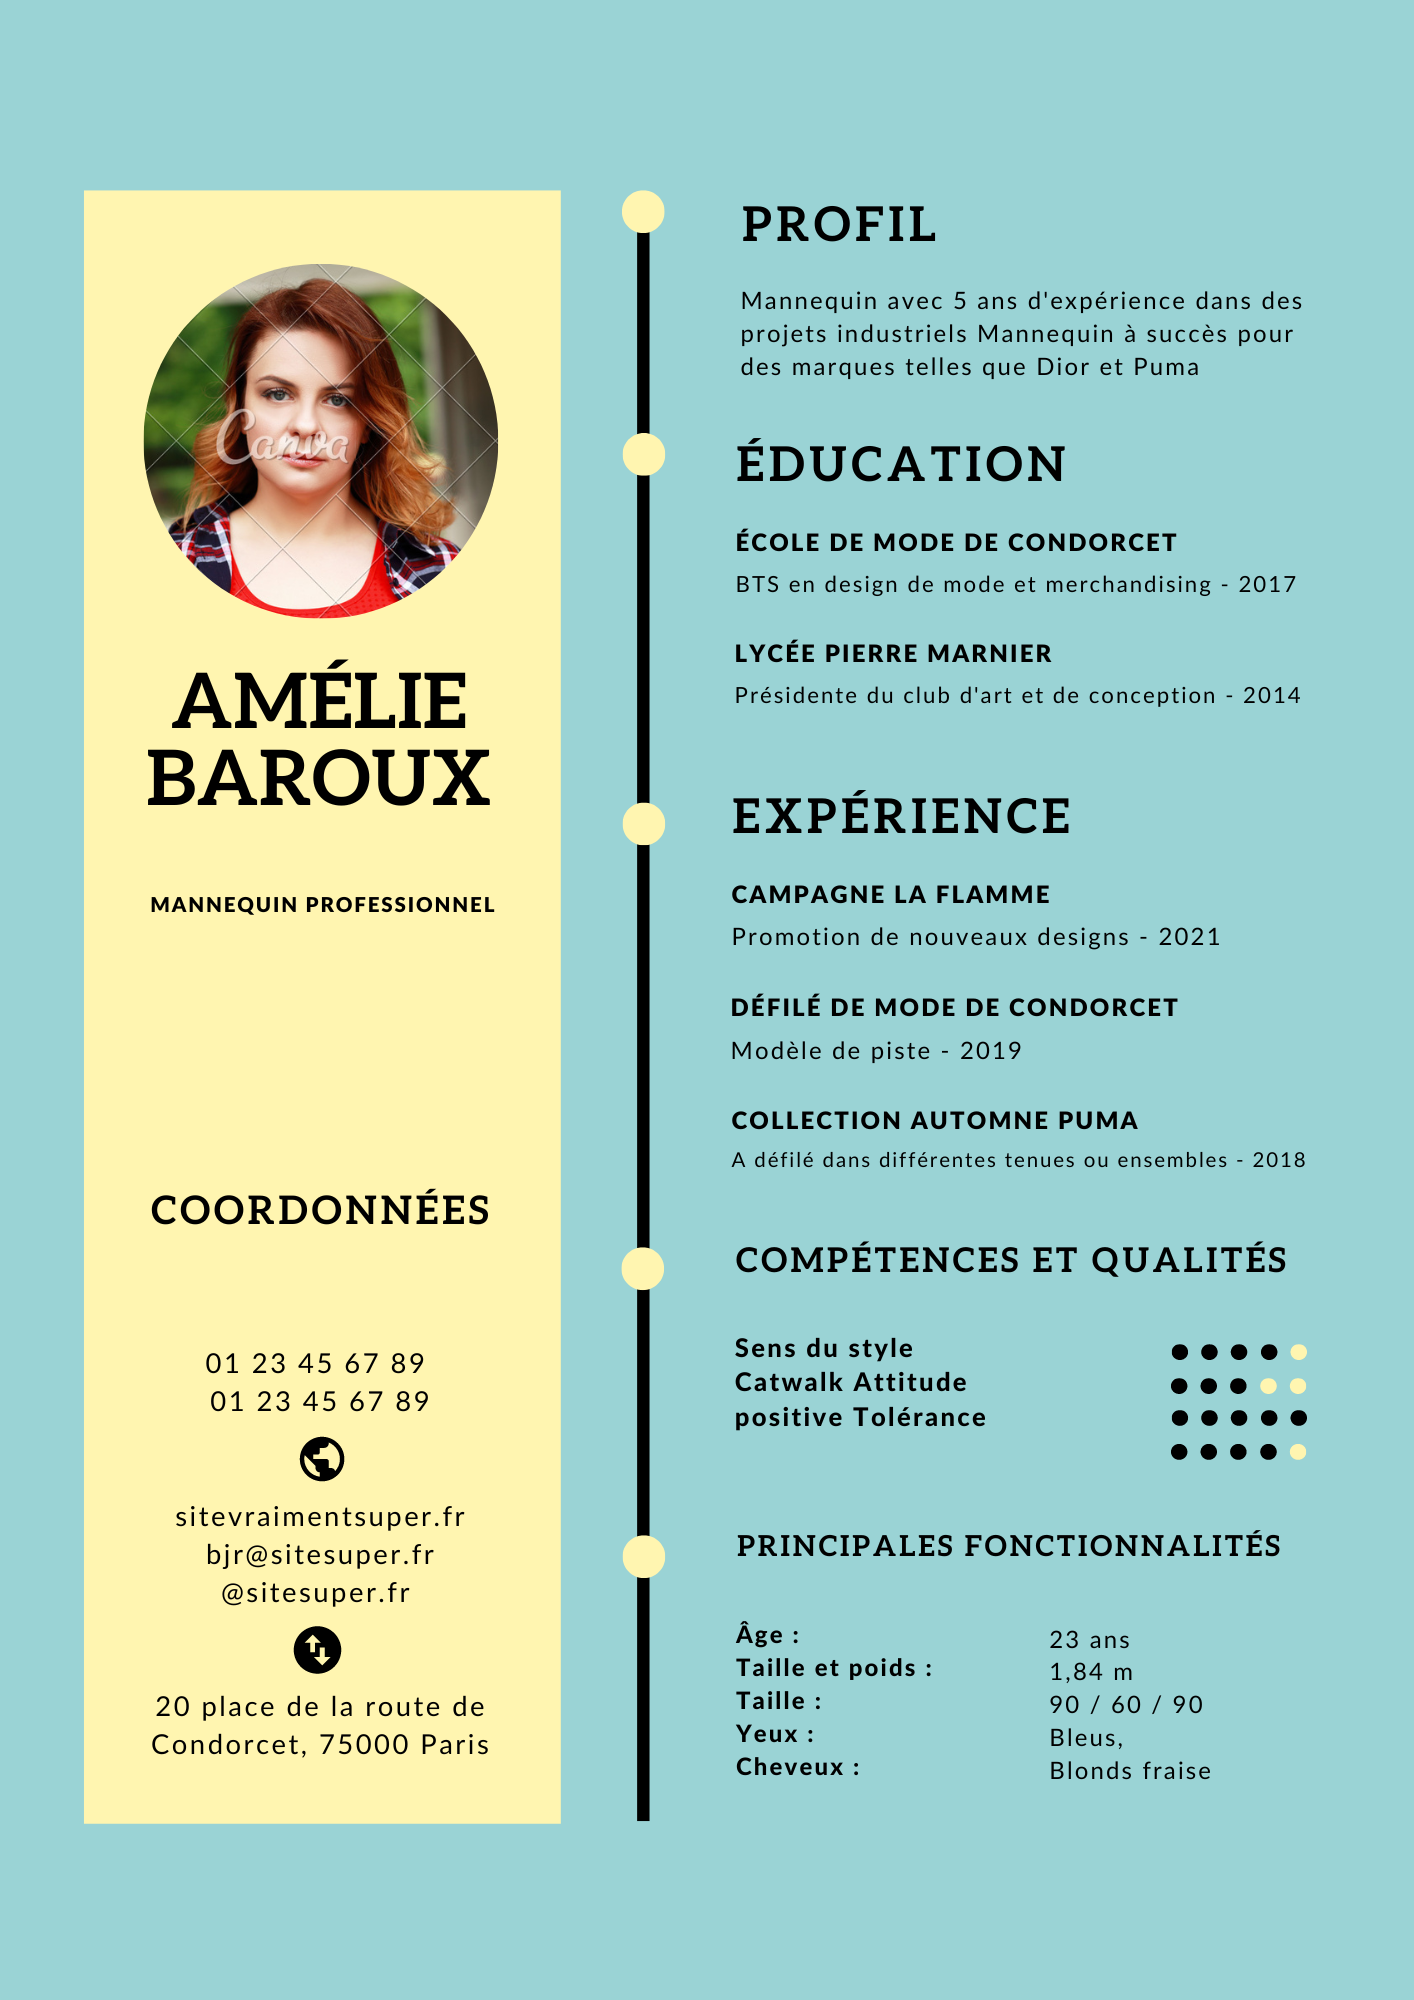 Canva
AMÉLIE
BAROUX
MANNEQUIN PROFESSIONNEL
COORDONNÉES
01 23 45 67 89
01 23 45 67 89
sitevraimentsuper.fr
bjr@sitesuper.fr
@sitesuper.fr
20 place de la route de
Condorcet, 75000 Paris
PROFIL
Mannequin avec 5 ans d'expérience dans des
projets industriels Mannequin à succès pour
des marques telles que Dior et Puma
ÉDUCATION
ÉCOLE DE MODE DE CONDORCET
BTS en design de mode et merchandising - 2017
LYCÉE PIERRE MARNIER
Présidente du club d'art et de conception - 2014
EXPÉRIENCE
CAMPAGNE LA FLAMME
Promotion de nouveaux designs - 2021
DÉFILÉ DE MODE DE CONDORCET
Modèle de piste - 2019
COLLECTION AUTOMNE PUMA
A défilé dans différentes tenues ou ensembles - 2018
COMPÉTENCES ET QUALITÉS
Sens du style
Catwalk Attitude
positive Tolérance
PRINCIPALES FONCTIONNALITÉS
Âge : 23 ans
Taille et poids : 1,84 m
Taille : 90 / 60 / 90
Yeux : Bleus,
Cheveux : Blonds fraise